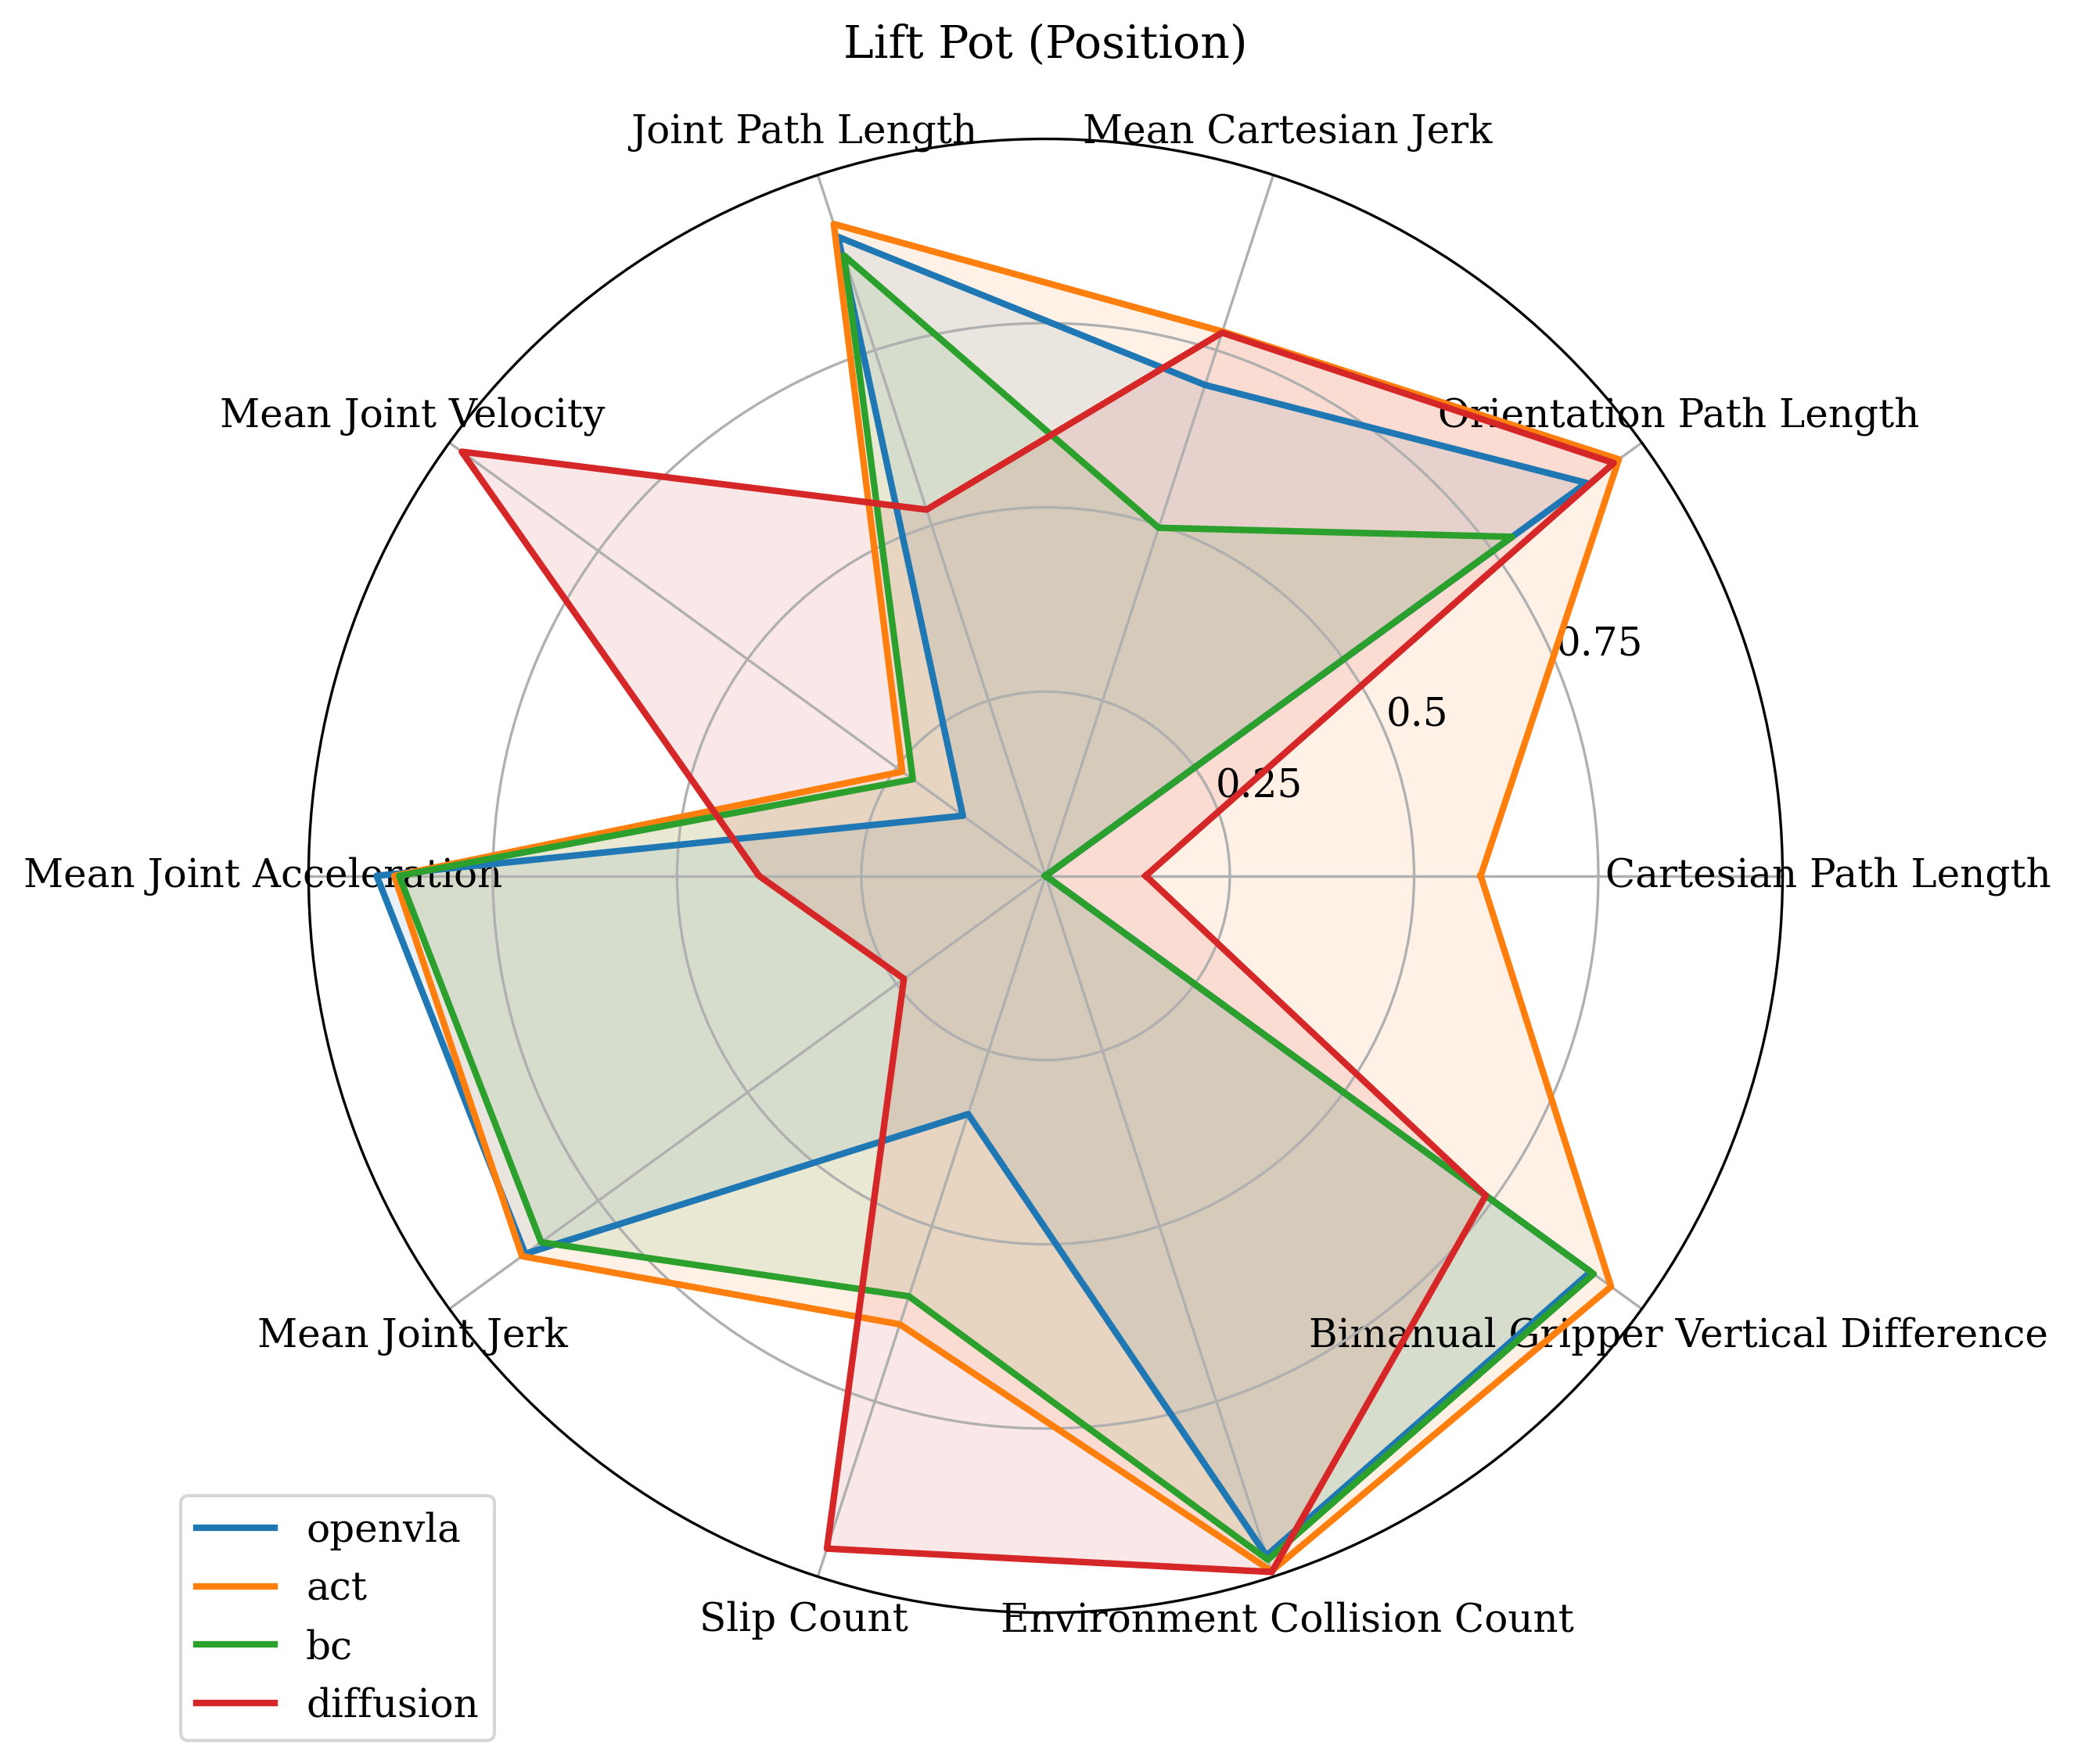 Lift Pot (Position)
Joint Path Length
Mean Cartesian Jerk
Mean Joint Velocity
Orientation Path Length
0.75
0.5
0.25
Mean Joint Acceleration
Cartesian Path Length
Mean Joint Jerk
Bimanual Gripper Vertical Difference
Slip Count
Environment Collision Count
openvla
act
bc
diffusion